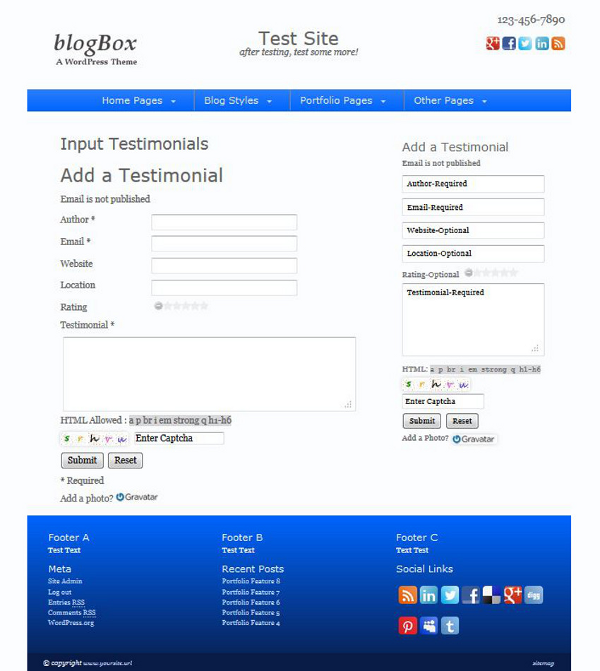 123-456-7890
blogBox
A WordPress Theme
Test Site
after testing, test some more!
Home Pages
Blog Styles
Portfolio Pages
Other Pages
Input Testimonials
Add a Testimonial
Email is not published
Author *
Email *
Website
Location
Rating
Testimonial *
HTML Allowed : a p br i em strong q h1-h6
s r h v u
Enter Captcha
Submit Reset
* Required
Add a photo? Gravatar
Add a Testimonial
Email is not published
Author-Required
Email-Required
Website-Optional
Location-Optional
Rating-Optional
Testimonial-Required
HTML: a p br i em strong q h1-h6
s r h v u
Enter Captcha
Submit Reset
Add a Photo? Gravatar
Footer A
Test Text
Meta
Site Admin
Log out
Entries RSS
Comments RSS
WordPress.org
Footer B
Test Text
Recent Posts
Portfolio Feature 8
Portfolio Feature 7
Portfolio Feature 6
Portfolio Feature 5
Portfolio Feature 4
Footer C
Text Test
Social Links
digg
© copyright www.yoursite.url
sitemap